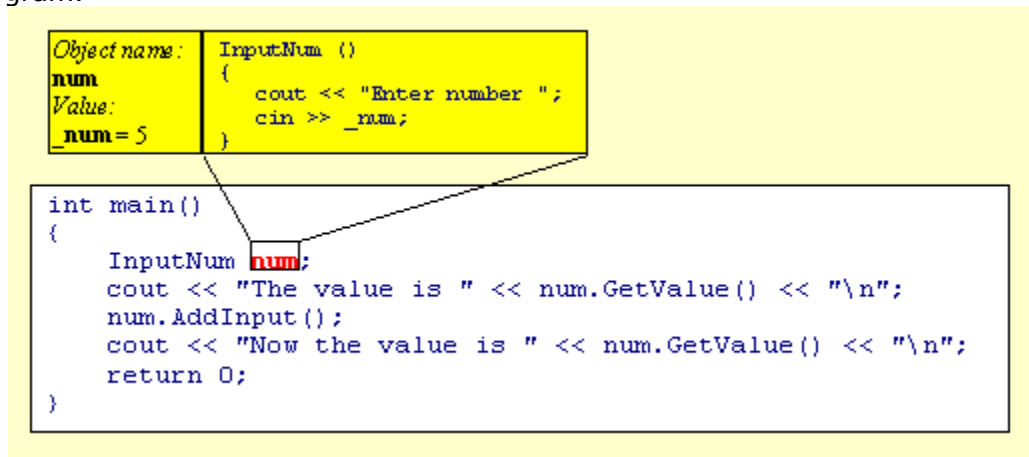 Object name:
num
Value:
_num = 5
InputNum ()
{
cout << "Enter number ";
cin >> _num;
}
int main()
{
InputNum num;
cout << "The value is " << num.GetValue() << "\n";
num.AddInput();
cout << "Now the value is " << num.GetValue() << "\n";
return 0;
}